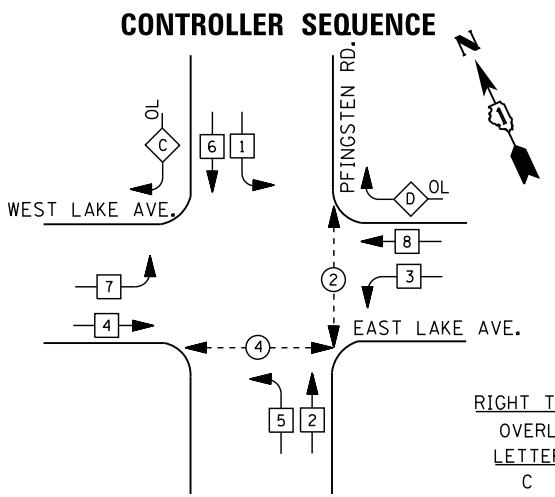 CONTROLLER SEQUENCE
N
OL
C
6
1
PFINGSTEN RD.
D
OL
WEST LAKE AVE.
8
7
2
3
4
EAST LAKE AVE.
4
5
2
RIGHT T
OVERL
LETTER
C